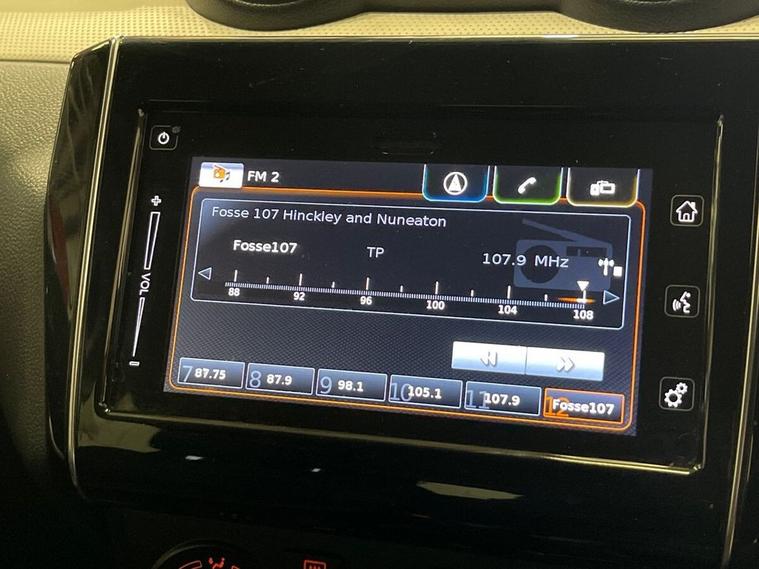 FM 2
Fosse 107 Hinckley and Nuneaton
Fosse107 TP 107.9 MHz
88 92 96 100 104 108
+
VOL
-
7 87.75 8 87.9 9 98.1 10 105.1 11 107.9 12 Fosse107